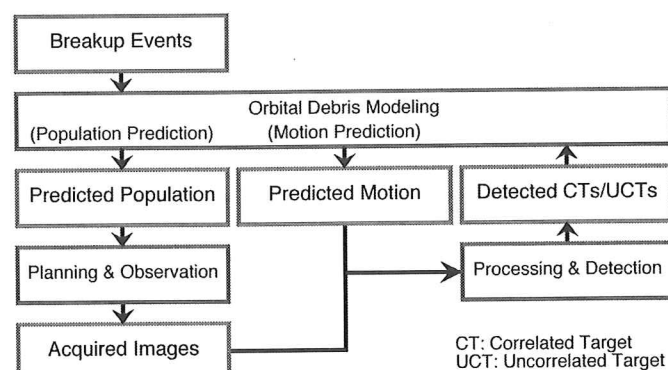 Breakup Events
Orbital Debris Modeling
(Population Prediction) (Motion Prediction)
Predicted Population Predicted Motion Detected CTs/UCTs
Planning & Observation Processing & Detection
Acquired Images
CT: Correlated Target
UCT: Uncorrelated Target